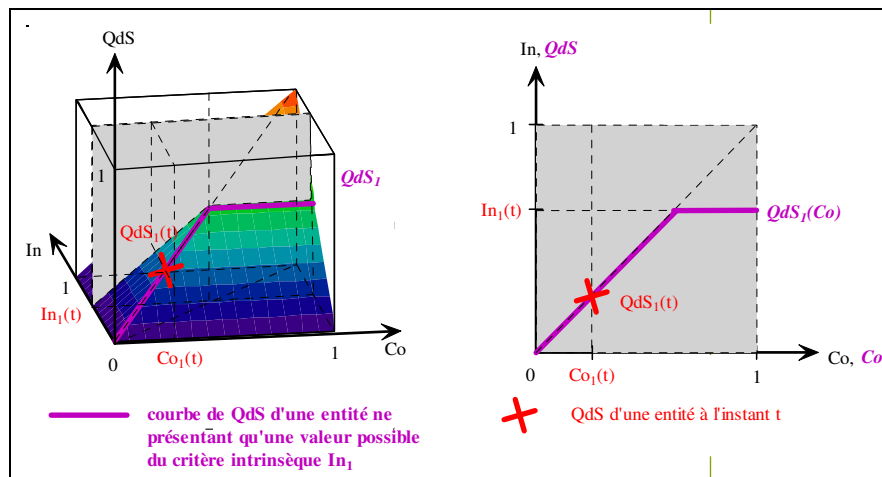 QdS
1
QdS1
QdS1(t)
In
1
In1(t)
0
Co1(t)
1
Co
In, QdS
1
In1(t)
QdS1(Co)
QdS1(t)
0
Co1(t)
1
Co, Co
courbe de QdS d'une entité ne
présentant qu'une valeur possible
du critère intrinsèque In1
QdS d'une entité à l'instant t